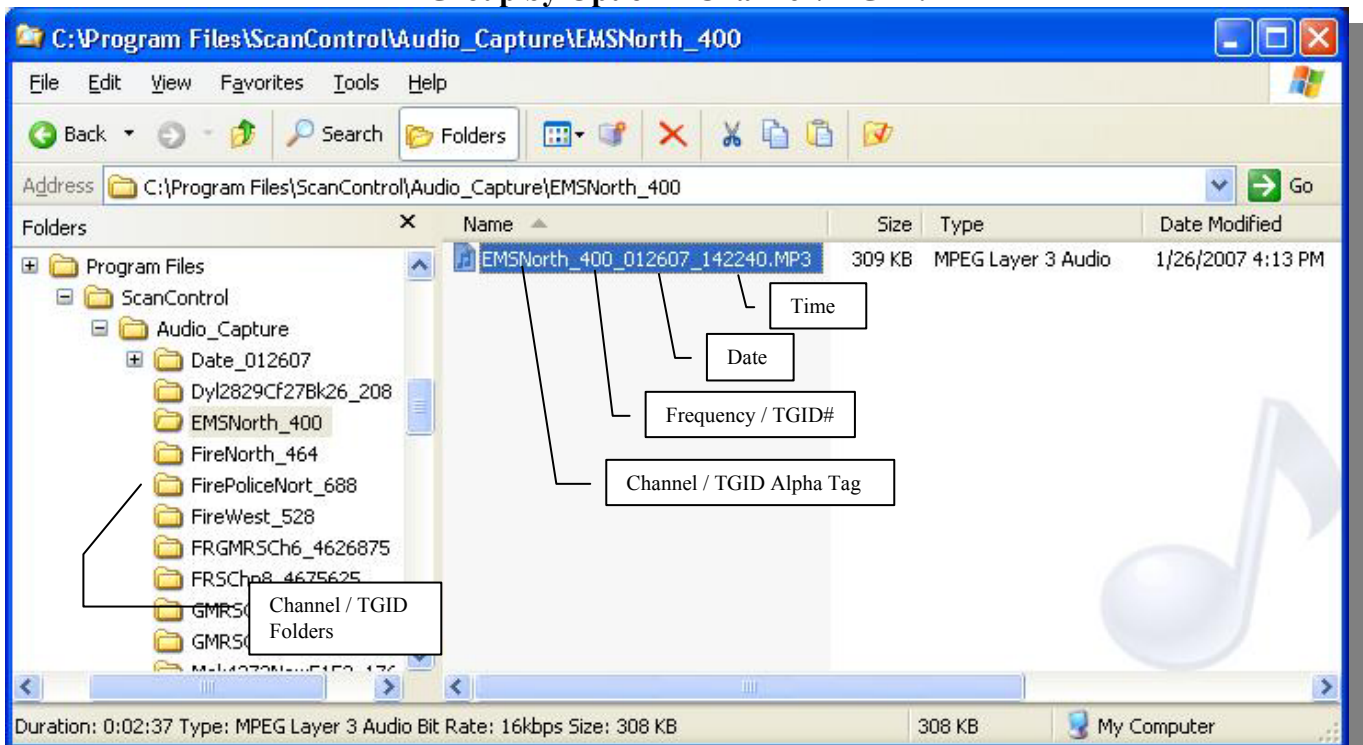 C:\Program Files\ScanControl\Audio_Capture\EMSNorth_400
File Edit View Favorites Tools Help
Back Search Folders
Address C:\Program Files\ScanControl\Audio_Capture\EMSNorth_400 Go
Folders
Name Size Type Date Modified
Program Files
ScanControl
Audio_Capture
Date_012607
Dyl2829Cf27Bk26_208
EMSNorth_400
FireNorth_464
FirePoliceNort_688
FireWest_528
FRGMRSCh6_4626875
EMSNorth_400_012607_142240.MP3 309 KB MPEG Layer 3 Audio 1/26/2007 4:13 PM
Time
Date
Frequency / TGID#
Channel / TGID Alpha Tag
Channel / TGID
Folders
Duration: 0:02:37 Type: MPEG Layer 3 Audio Bit Rate: 16kbps Size: 308 KB 308 KB My Computer